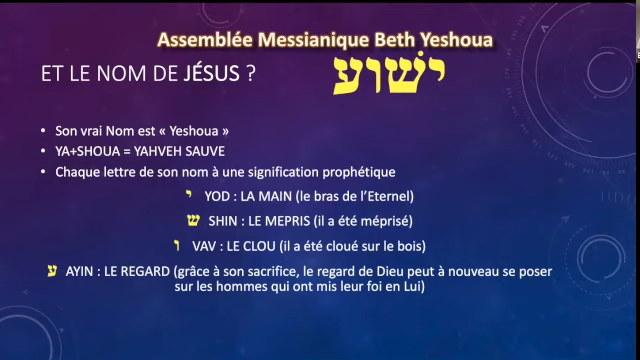 Assemblée Messianique Beth Yeshoua
ET LE NOM DE JÉSUS ?
ישוע
• Son vrai Nom est « Yeshoua »
• YA+SHOUA = YAHVEH SAUVE
• Chaque lettre de son nom à une signification prophétique
י YOD : LA MAIN (le bras de l’Eternel)
ש SHIN : LE MEPRIS (il a été méprisé)
ו VAV : LE CLOU (il a été cloué sur le bois)
ע AYIN : LE REGARD (grâce à son sacrifice, le regard de Dieu peut à nouveau se poser
sur les hommes qui ont mis leur foi en Lui)